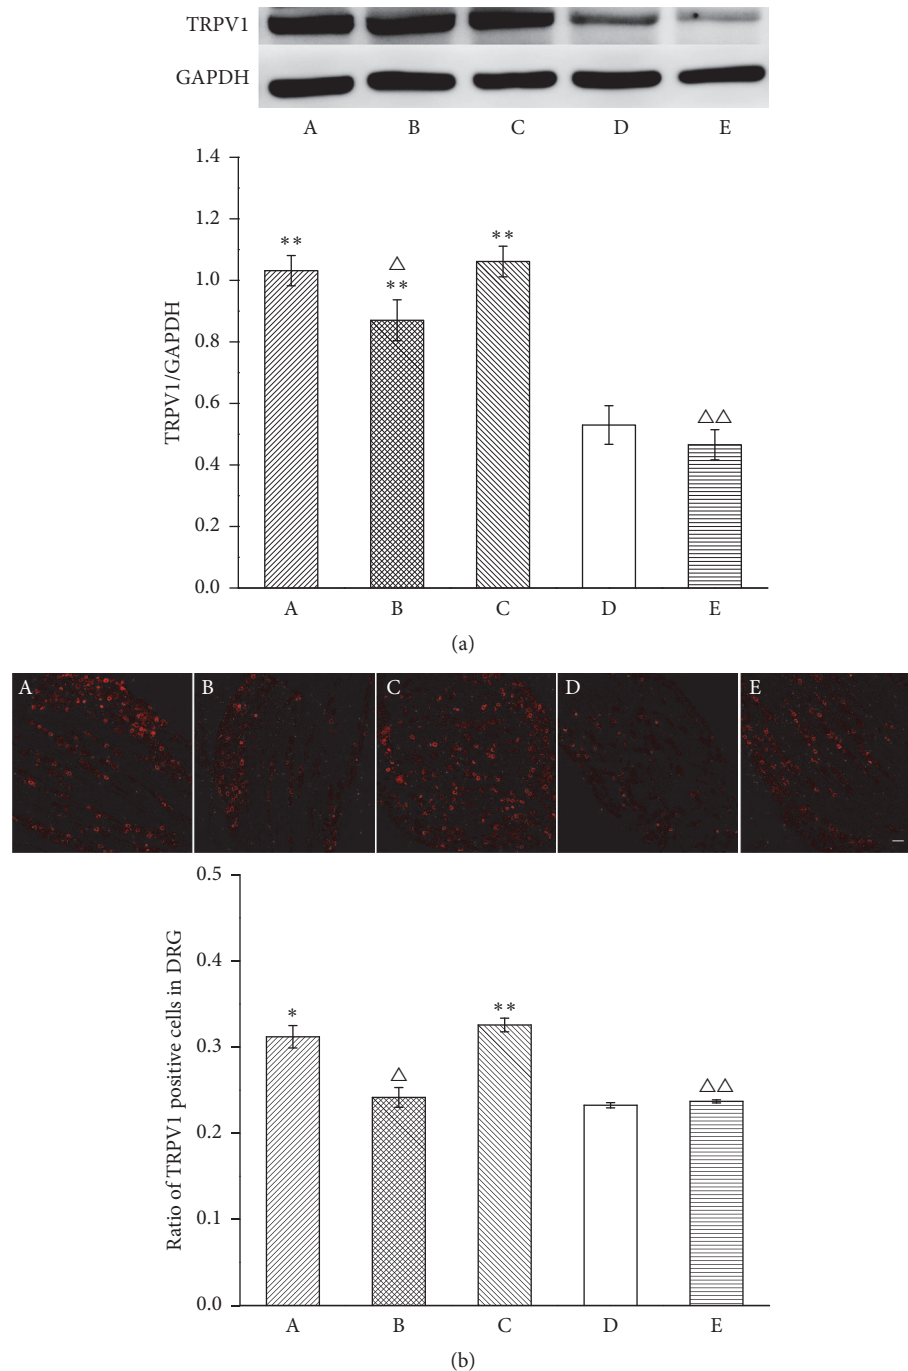 TRPV1
GAPDH
A B C D E
1.4
1.2
1.0
0.8
0.6
0.4
0.2
0.0
TRPV1/GAPDH
**
△
**
**
△△
A B C D E
(a)
A B C D E
0.5
0.4
0.3
0.2
0.1
0.0
Ratio of TRPV1 positive cells in DRG
*
△
**
△△
A B C D E
(b)